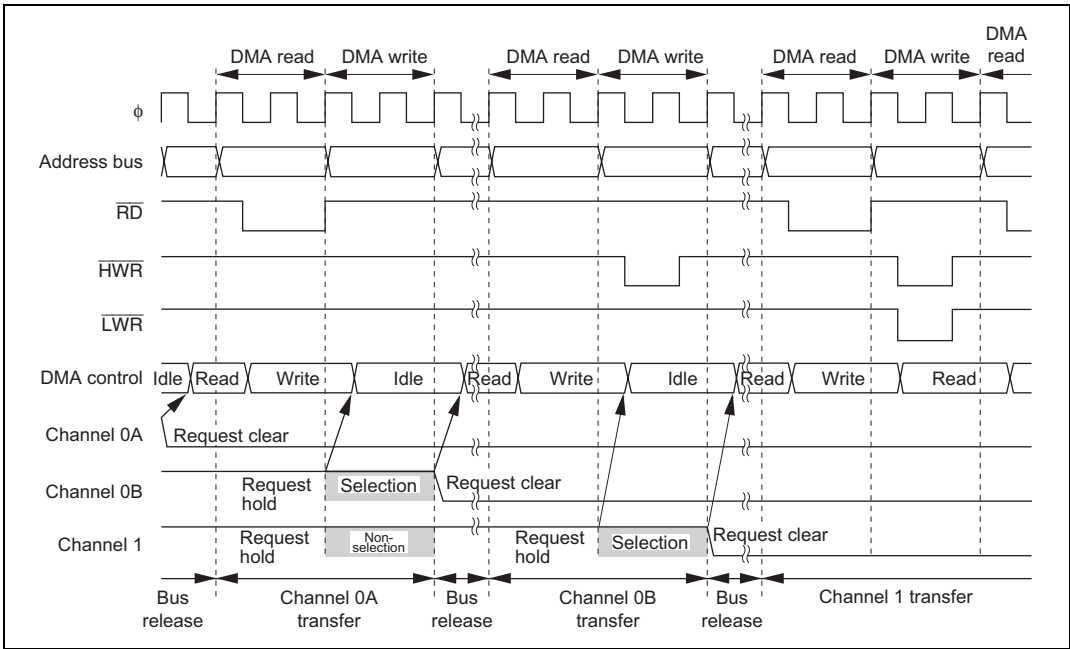 DMA read DMA write DMA read DMA write DMA read DMA write DMA read
φ
Address bus
RD
HWR
LWR
DMA control Idle Read Write Idle Read Write Idle Read Write Read
Channel 0A Request clear
Channel 0B Request hold Selection Request clear
Channel 1 Request hold Non-selection Request hold Selection Request clear
Bus release Channel 0A transfer Bus release Channel 0B transfer Bus release Channel 1 transfer